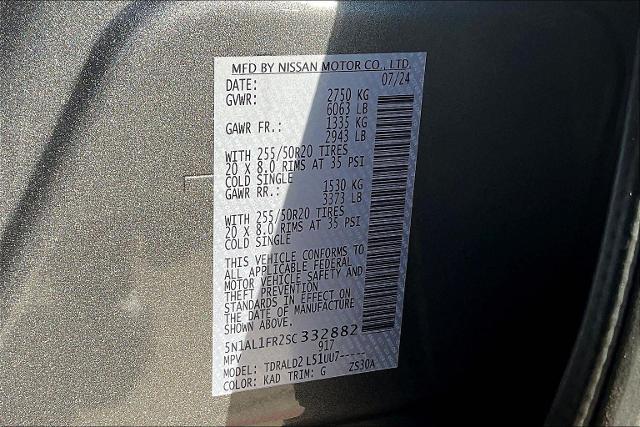 MFD BY NISSAN MOTOR CO., LTD.
DATE: 07/24
GVWR: 2750 KG
6063 LB
GAWR FR.: 1335 KG
2943 LB
WITH 255/50R20 TIRES
20 X 8.0 RIMS AT 35 PSI
COLD SINGLE
GAWR RR.: 1530 KG
3373 LB
WITH 255/50R20 TIRES
20 X 8.0 RIMS AT 35 PSI
COLD SINGLE
THIS VEHICLE CONFORMS TO
ALL APPLICABLE FEDERAL
MOTOR VEHICLE SAFETY AND
THEFT PREVENTION
STANDARDS IN EFFECT ON
THE DATE OF MANUFACTURE
SHOWN ABOVE.
5N1AL1FR2SC332882
MPV 917
MODEL: TDRALD2 L51UU7-----
COLOR: KAD TRIM: G ZS30A